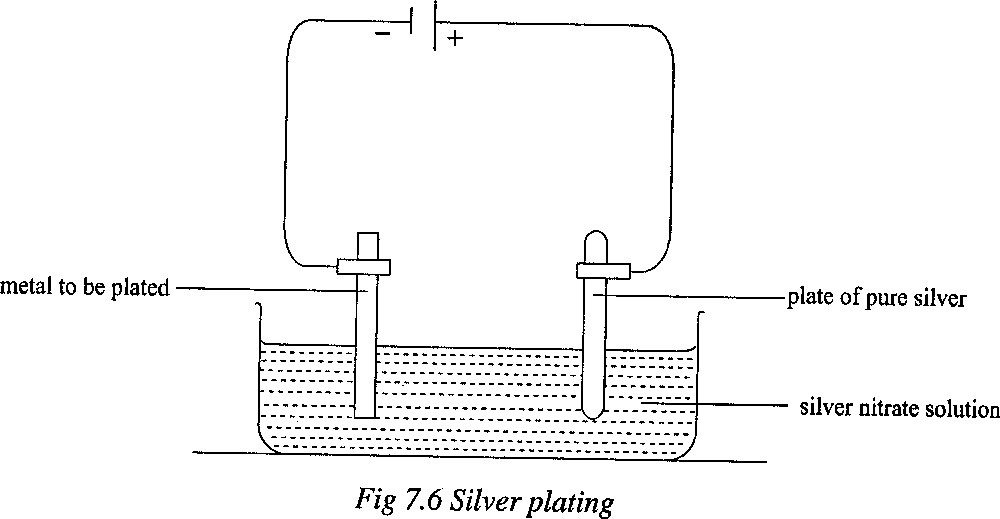 − +
metal to be plated
plate of pure silver
silver nitrate solution
Fig 7.6 Silver plating